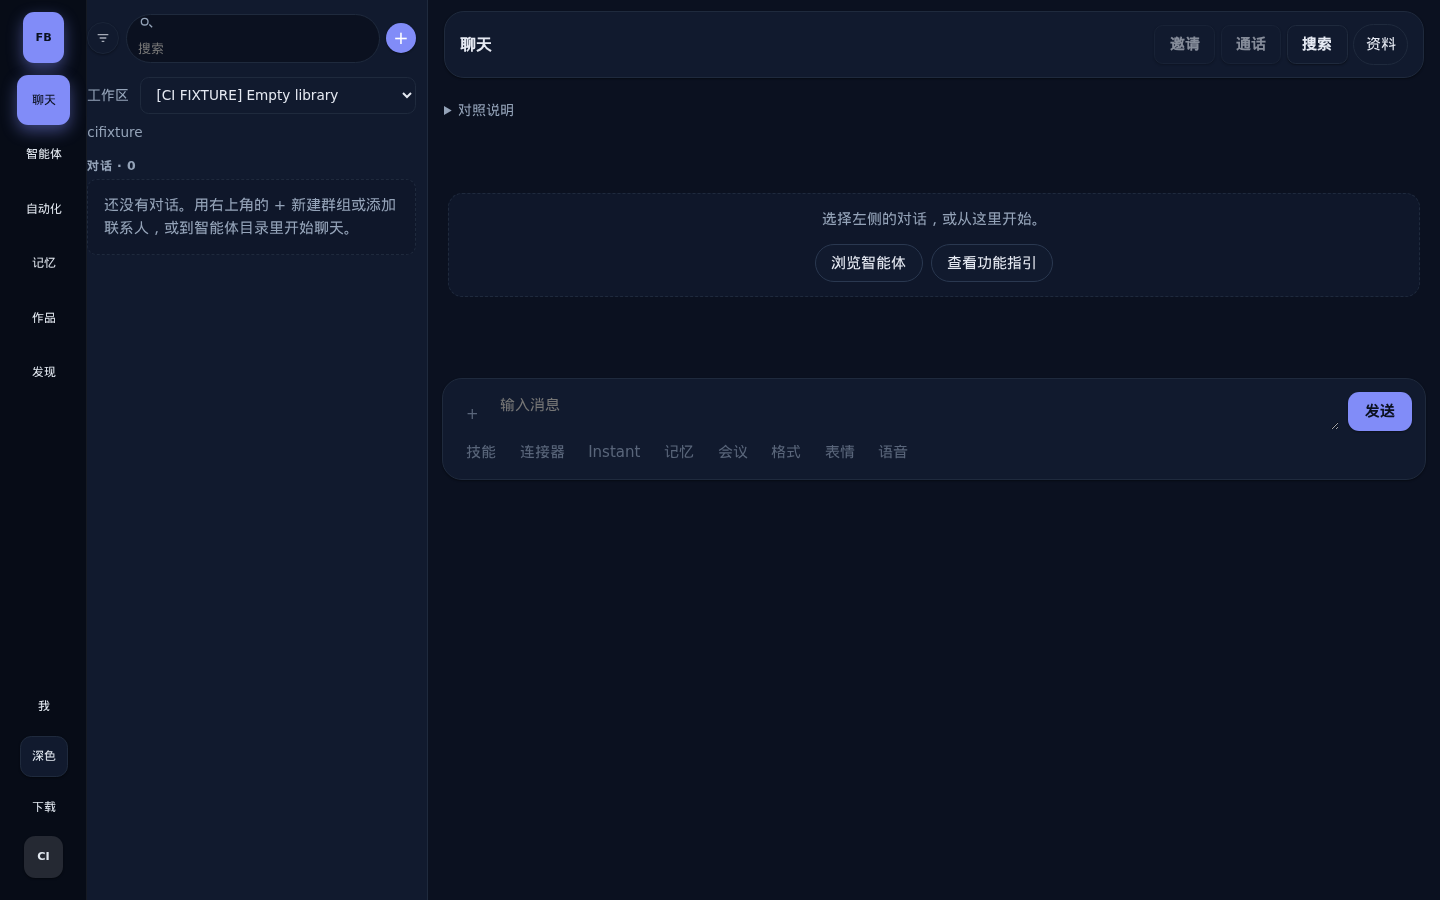 FB
聊天
智能体
自动化
记忆
作品
发现
我
深色
下载
CI
搜索
+
工作区
[CI FIXTURE] Empty library
cifixture
对话 · 0
还没有对话。用右上角的 + 新建群组或添加
联系人，或到智能体目录里开始聊天。
聊天
邀请
通话
搜索
资料
对照说明
选择左侧的对话，或从这里开始。
浏览智能体
查看功能指引
+
输入消息
发送
技能
连接器
Instant
记忆
会议
格式
表情
语音